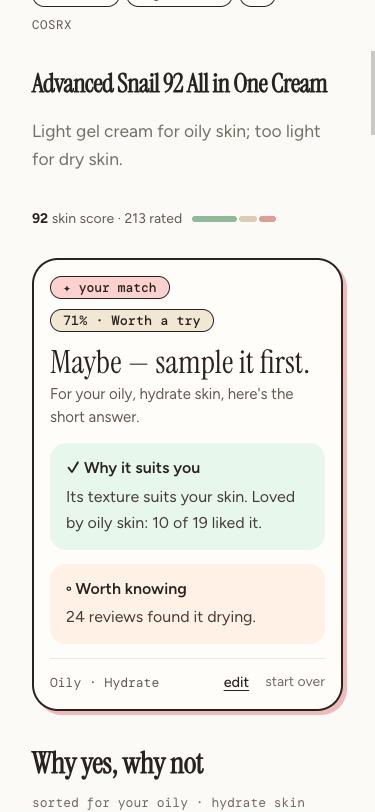 COSRX
Advanced Snail 92 All in One Cream
Light gel cream for oily skin; too light
for dry skin.
92 skin score · 213 rated
✦ your match
71% · Worth a try
Maybe — sample it first.
For your oily, hydrate skin, here's the
short answer.
✓ Why it suits you
Its texture suits your skin. Loved
by oily skin: 10 of 19 liked it.
∘ Worth knowing
24 reviews found it drying.
Oily · Hydrate edit start over
Why yes, why not
sorted for your oily · hydrate skin